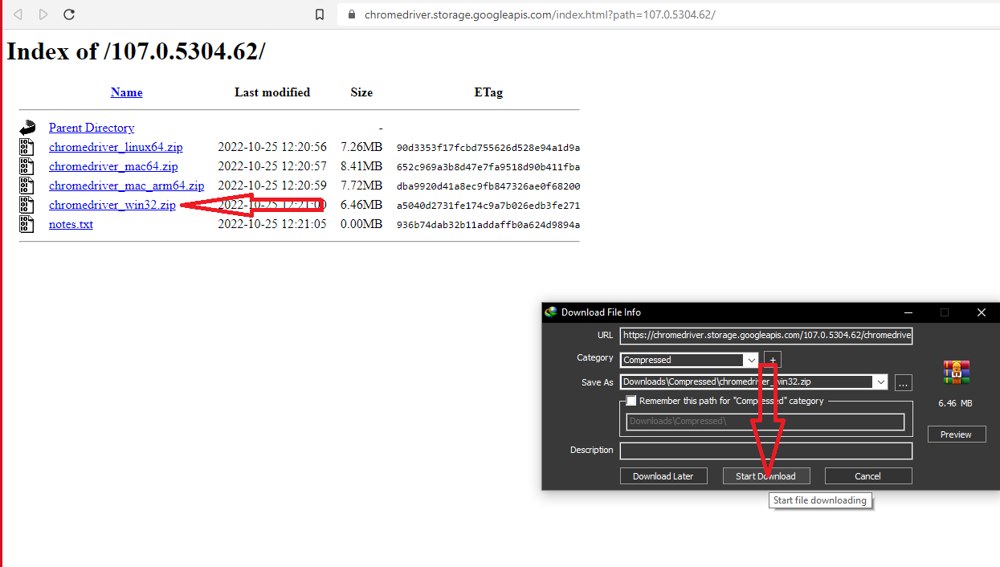 chromedriver.storage.googleapis.com/index.html?path=107.0.5304.62/
Index of /107.0.5304.62/
Name Last modified Size ETag
Parent Directory -
chromedriver_linux64.zip 2022-10-25 12:20:56 7.26MB 90d3353f17fcbd755626d528e94a1d9a
chromedriver_mac64.zip 2022-10-25 12:20:57 8.41MB 652c969a3b8d47e7fa9518d90b411fba
chromedriver_mac_arm64.zip 2022-10-25 12:20:59 7.72MB dba9920d41a8ec9fb847326ae0f68200
chromedriver_win32.zip 2022-10-25 12:21:00 6.46MB a5040d2731fe174c9a7b026edb3fe271
notes.txt 2022-10-25 12:21:05 0.00MB 936b74dab32b11addaffb0a624d9894a
Download File Info
URL https://chromedriver.storage.googleapis.com/107.0.5304.62/chromedrive
Category Compressed +
Save As Downloads\Compressed\chromedriver_win32.zip ...
6.46 MB
Remember this path for "Compressed" category
Downloads\Compressed\
Preview
Description
Download Later Start Download Cancel
Start file downloading